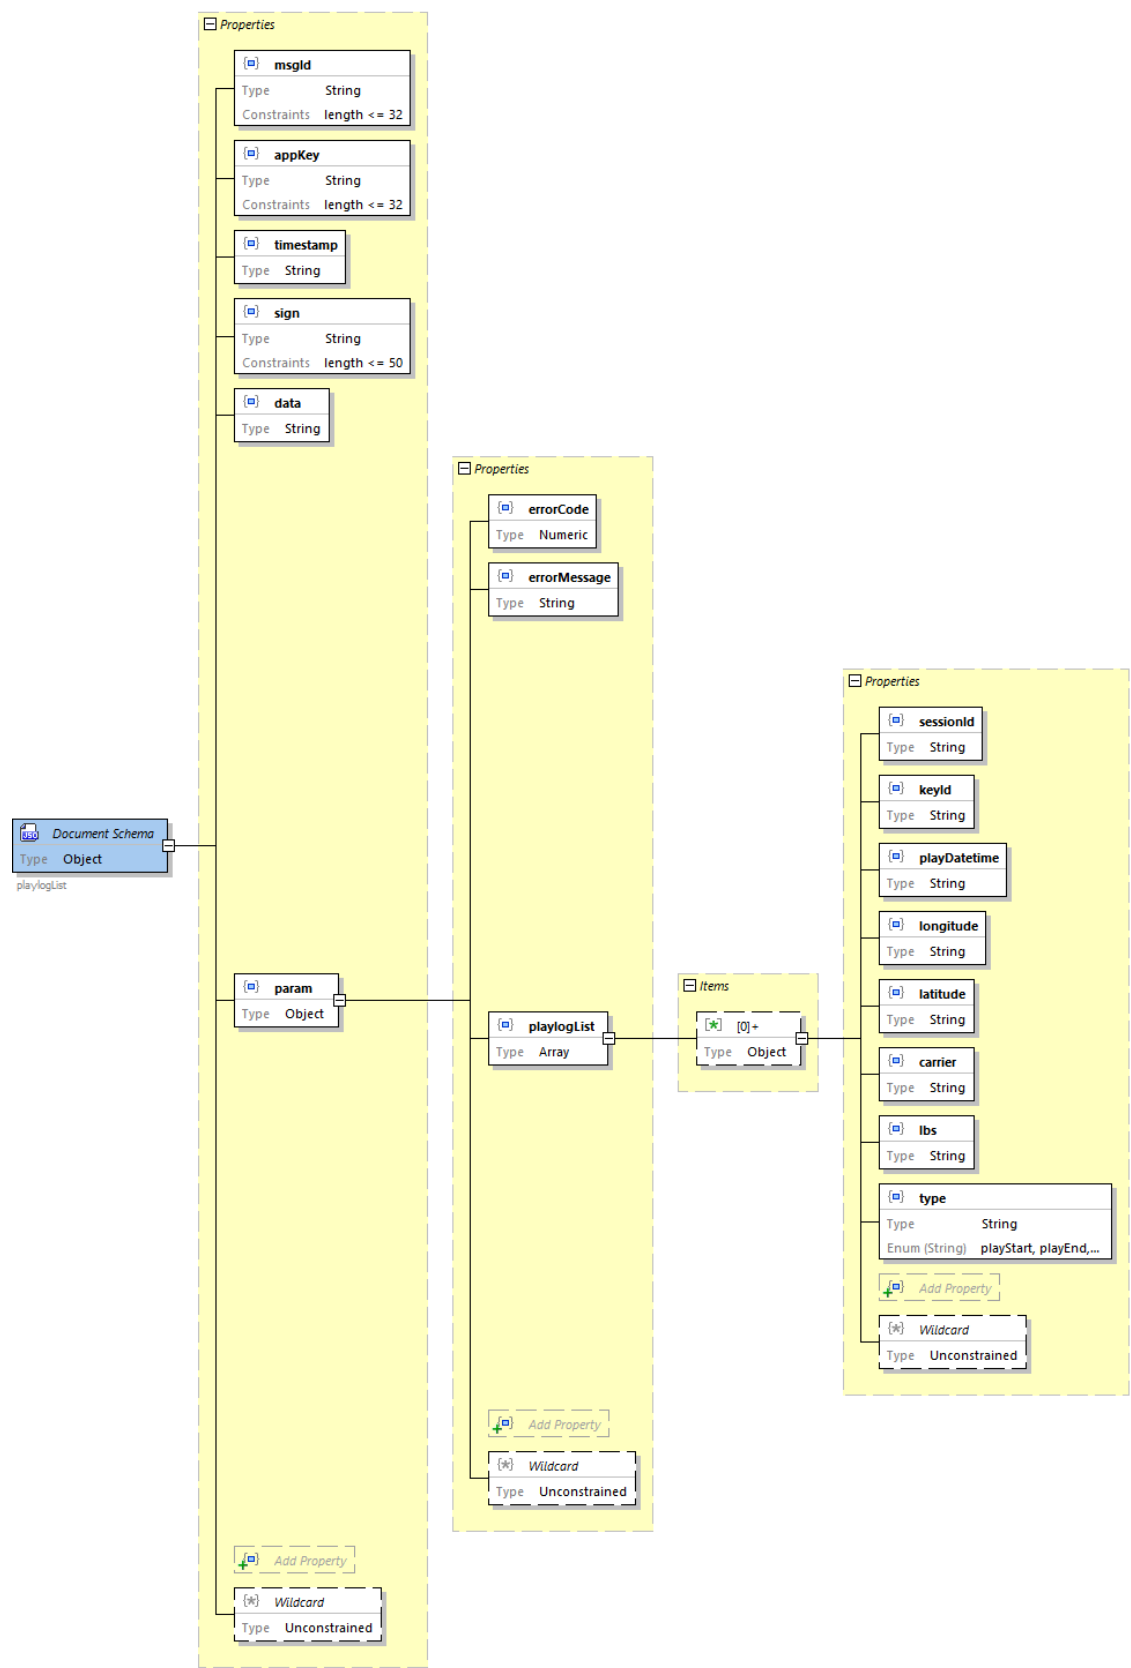 Properties
msgId
Type String
Constraints length <= 32
appKey
Type String
Constraints length <= 32
timestamp
Type String
sign
Type String
Constraints length <= 50
data
Type String
Properties
errorCode
Type Numeric
errorMessage
Type String
Properties
sessionId
Type String
keyId
Type String
Document Schema
Type Object
playlogList
playDatetime
Type String
longitude
Type String
param
Type Object
Items
playlogList
Type Array
[0]+
Type Object
latitude
Type String
carrier
Type String
lbs
Type String
type
Type String
Enum (String) playStart, playEnd,...
Add Property
Wildcard
Type Unconstrained
Add Property
Wildcard
Type Unconstrained
Add Property
Wildcard
Type Unconstrained